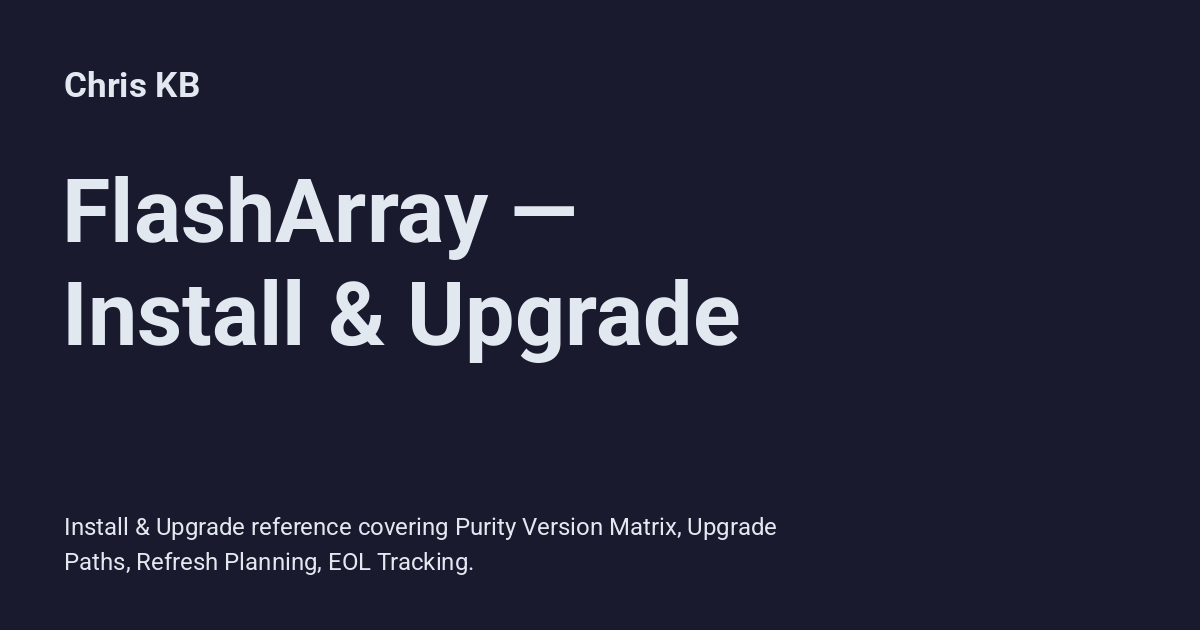 Chris KB
FlashArray —
Install & Upgrade
Install & Upgrade reference covering Purity Version Matrix, Upgrade
Paths, Refresh Planning, EOL Tracking.